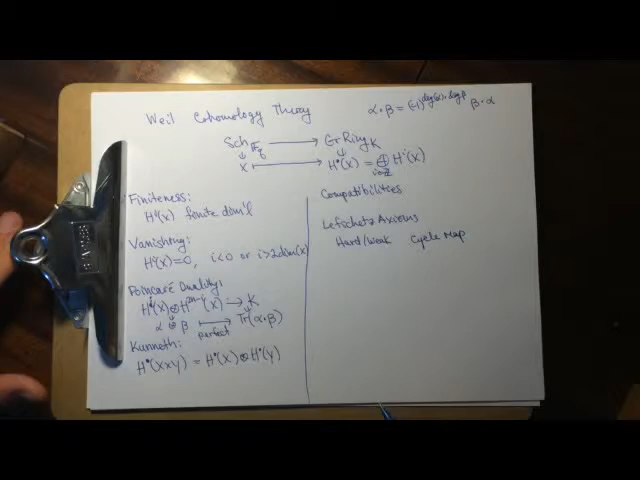 Weil Cohomology Theory
α·β = (-1)^{deg(α)·deg β} β·α
Sch_{𝔽_q} ⟶ GrRing_K
X ⟼ H^•(X) = ⊕_{i∈ℤ} H^i(X)
Finiteness:
H^i(X) finite dim'l
Vanishing:
H^i(X)=0, i<0 or i>2dim(X)
Poincaré Duality:
H^i(X)⊗H^{2n-i}(X) → K
α ⊗ β ⟼ Tr(α·β)
perfect
Kunneth:
H^•(X×Y) = H^•(X)⊗H^•(Y)
Compatibilities
Lefschetz Axioms
Hard/Weak Cycle Map